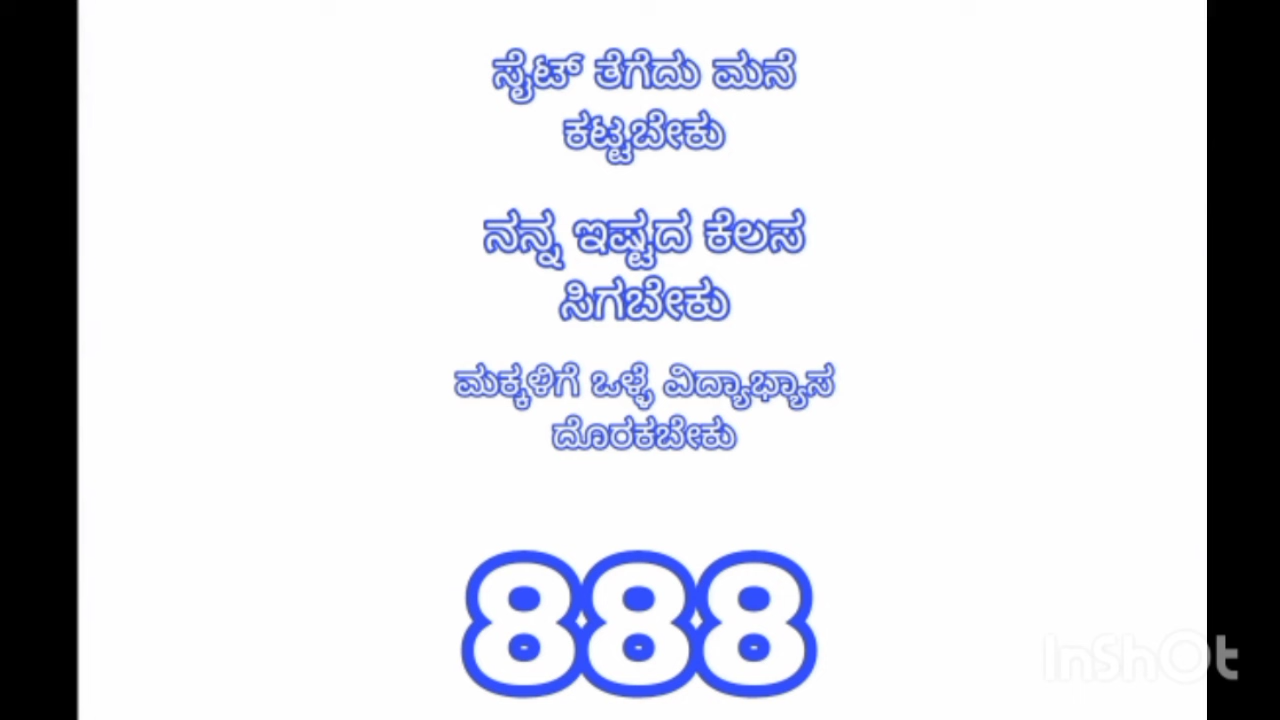 ಸೈಟ್ ತೆಗೆದು ಮನೆ
ಕಟ್ಟಬೇಕು
ನನ್ನ ಇಷ್ಟದ ಕೆಲಸ
ಸಿಗಬೇಕು
ಮಕ್ಕಳಿಗೆ ಒಳ್ಳೆ ವಿದ್ಯಾಭ್ಯಾಸ
ದೊರಕಬೇಕು
888
InShOt